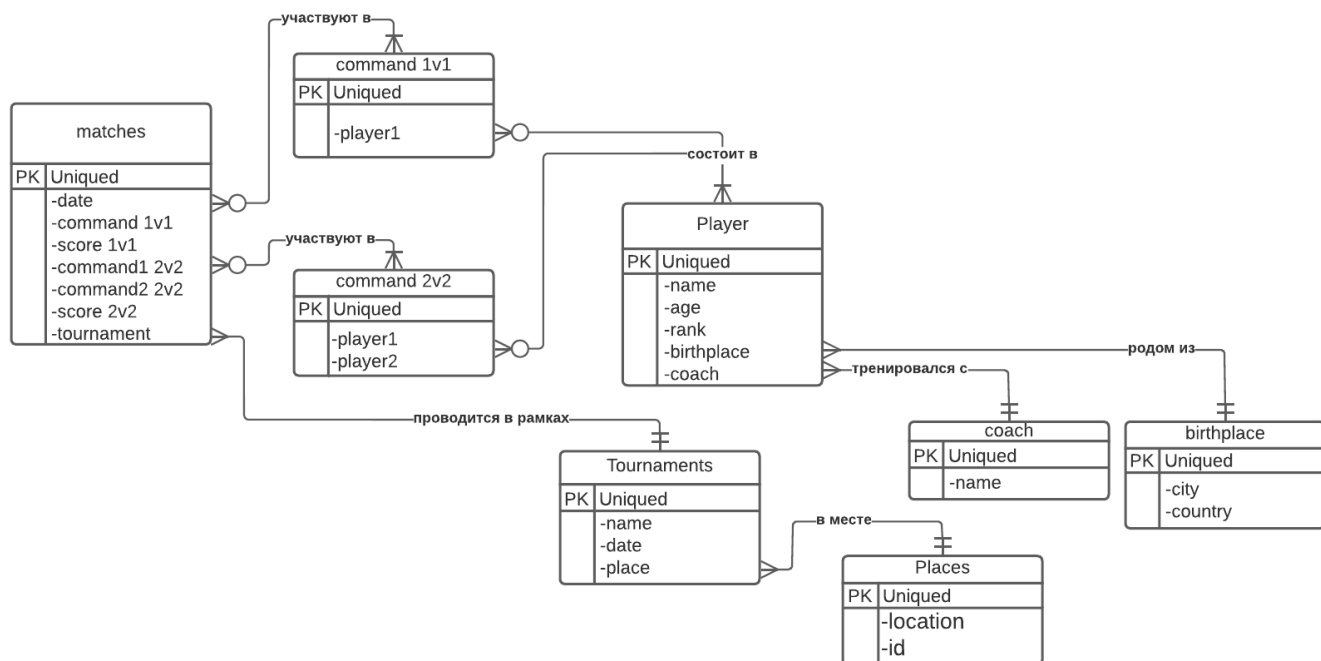 участвуют в
command 1v1
PK Uniqued
-player1
matches
PK Uniqued
-date
-command 1v1
-score 1v1
-command1 2v2
-command2 2v2
-score 2v2
-tournament
участвуют в
command 2v2
PK Uniqued
-player1
-player2
состоит в
Player
PK Uniqued
-name
-age
-rank
-birthplace
-coach
родом из
тренировался с
coach
PK Uniqued
-name
birthplace
PK Uniqued
-city
-country
проводится в рамках
Tournaments
PK Uniqued
-name
-date
-place
в месте
Places
PK Uniqued
-location
-id